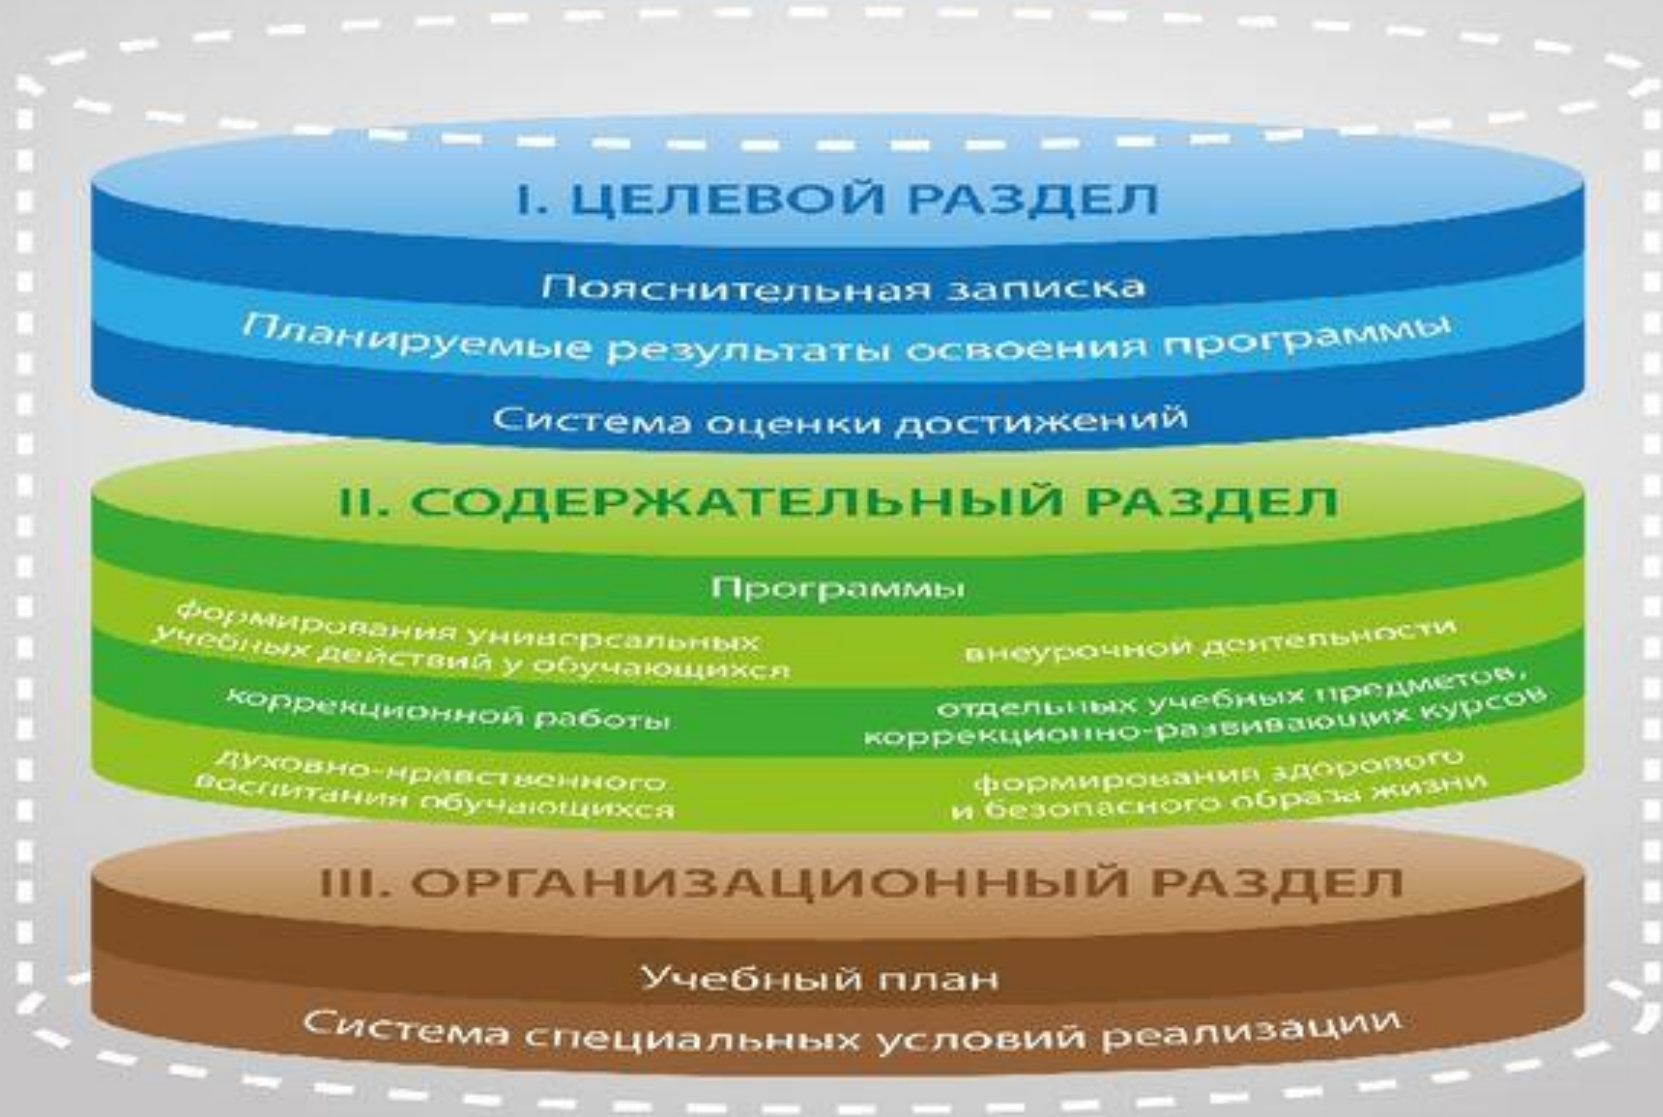 I. ЦЕЛЕВОЙ РАЗДЕЛ
Пояснительная записка
Планируемые результаты освоения программы
Система оценки достижений
II. СОДЕРЖАТЕЛЬНЫЙ РАЗДЕЛ
Программы
формирования универсальных
учебных действий у обучающихся
внеурочной деятельности
коррекционной работы
отдельных учебных предметов,
коррекционно-развивающих курсов
духовно-нравственного
воспитания обучающихся
формирования здорового
и безопасного образа жизни
III. ОРГАНИЗАЦИОННЫЙ РАЗДЕЛ
Учебный план
Система специальных условий реализации